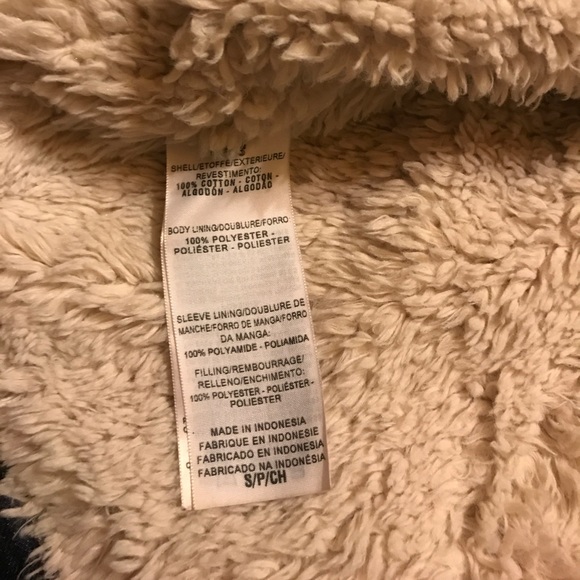 SHELL/ETOFFE/EXTERIEURE/
REVESTIMENTO:
100% COTTON - COTON -
ALGODÓN - ALGODÃO
BODY LINING/DOUBLURE/FORRO
100% POLYESTER -
POLIÉSTER - POLIESTER
SLEEVE LINING/DOUBLURE DE
MANCHE/FORRO DE MANGA/FORRO
DA MANGA:
100% POLYAMIDE - POLIAMIDA
FILLING/REMBOURRAGE/
RELLENO/ENCHIMENTO:
100% POLYESTER - POLIÉSTER -
POLIESTER
MADE IN INDONESIA
FABRIQUE EN INDONESIE
FABRICADO EN INDONESIA
FABRICADO NA INDONÉSIA
S/P/CH